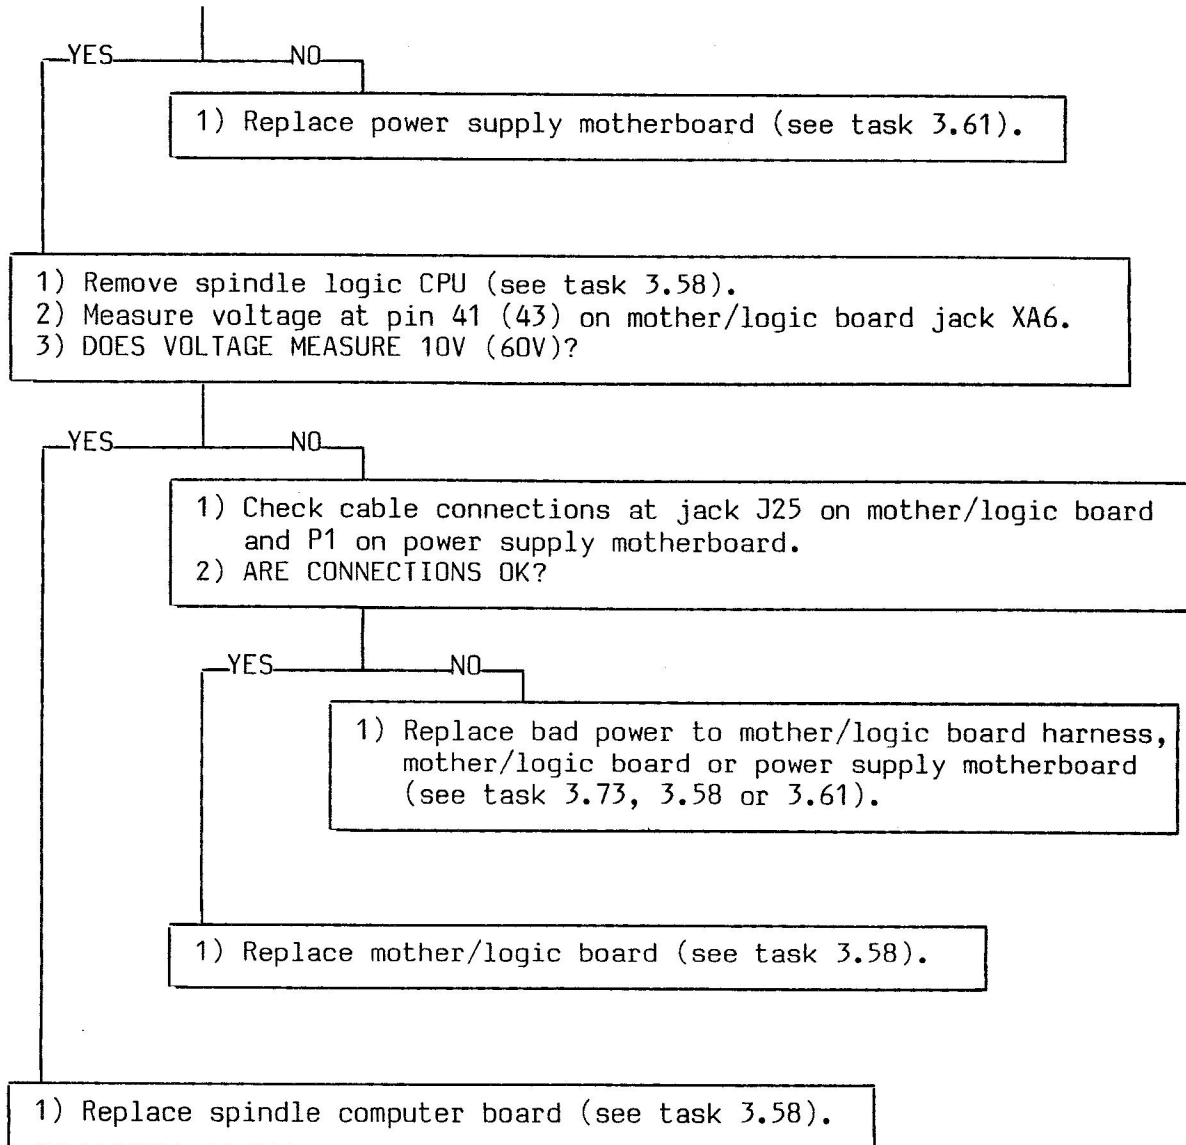 YES NO
1) Replace power supply motherboard (see task 3.61).
1) Remove spindle logic CPU (see task 3.58).
2) Measure voltage at pin 41 (43) on mother/logic board jack XA6.
3) DOES VOLTAGE MEASURE 10V (60V)?
YES NO
1) Check cable connections at jack J25 on mother/logic board
and P1 on power supply motherboard.
2) ARE CONNECTIONS OK?
YES NO
1) Replace bad power to mother/logic board harness,
mother/logic board or power supply motherboard
(see task 3.73, 3.58 or 3.61).
1) Replace mother/logic board (see task 3.58).
1) Replace spindle computer board (see task 3.58).